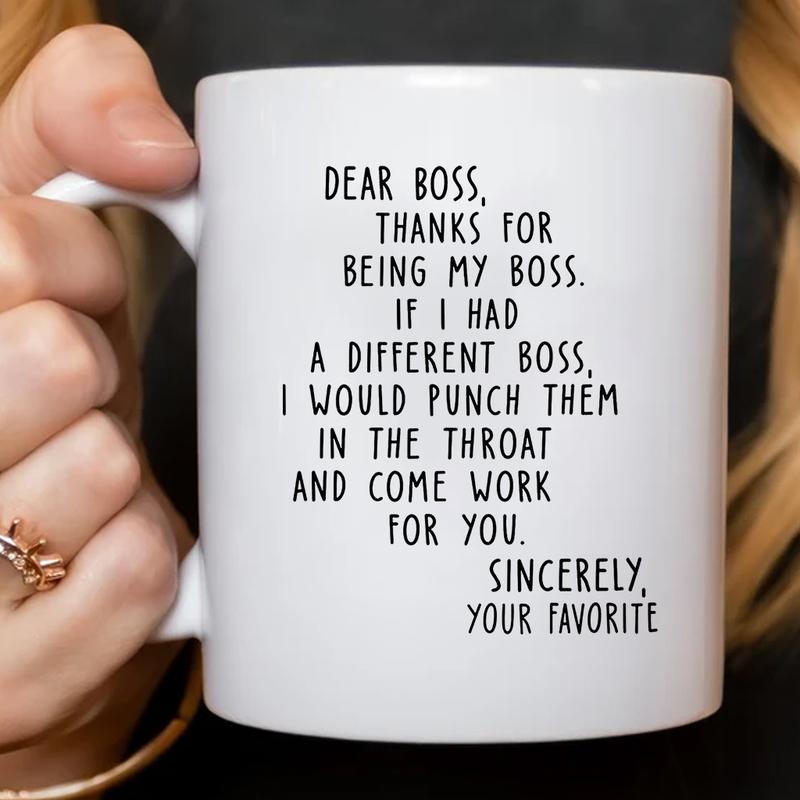 DEAR BOSS,
THANKS FOR
BEING MY BOSS.
IF I HAD
A DIFFERENT BOSS,
I WOULD PUNCH THEM
IN THE THROAT
AND COME WORK
FOR YOU.
SINCERELY,
YOUR FAVORITE